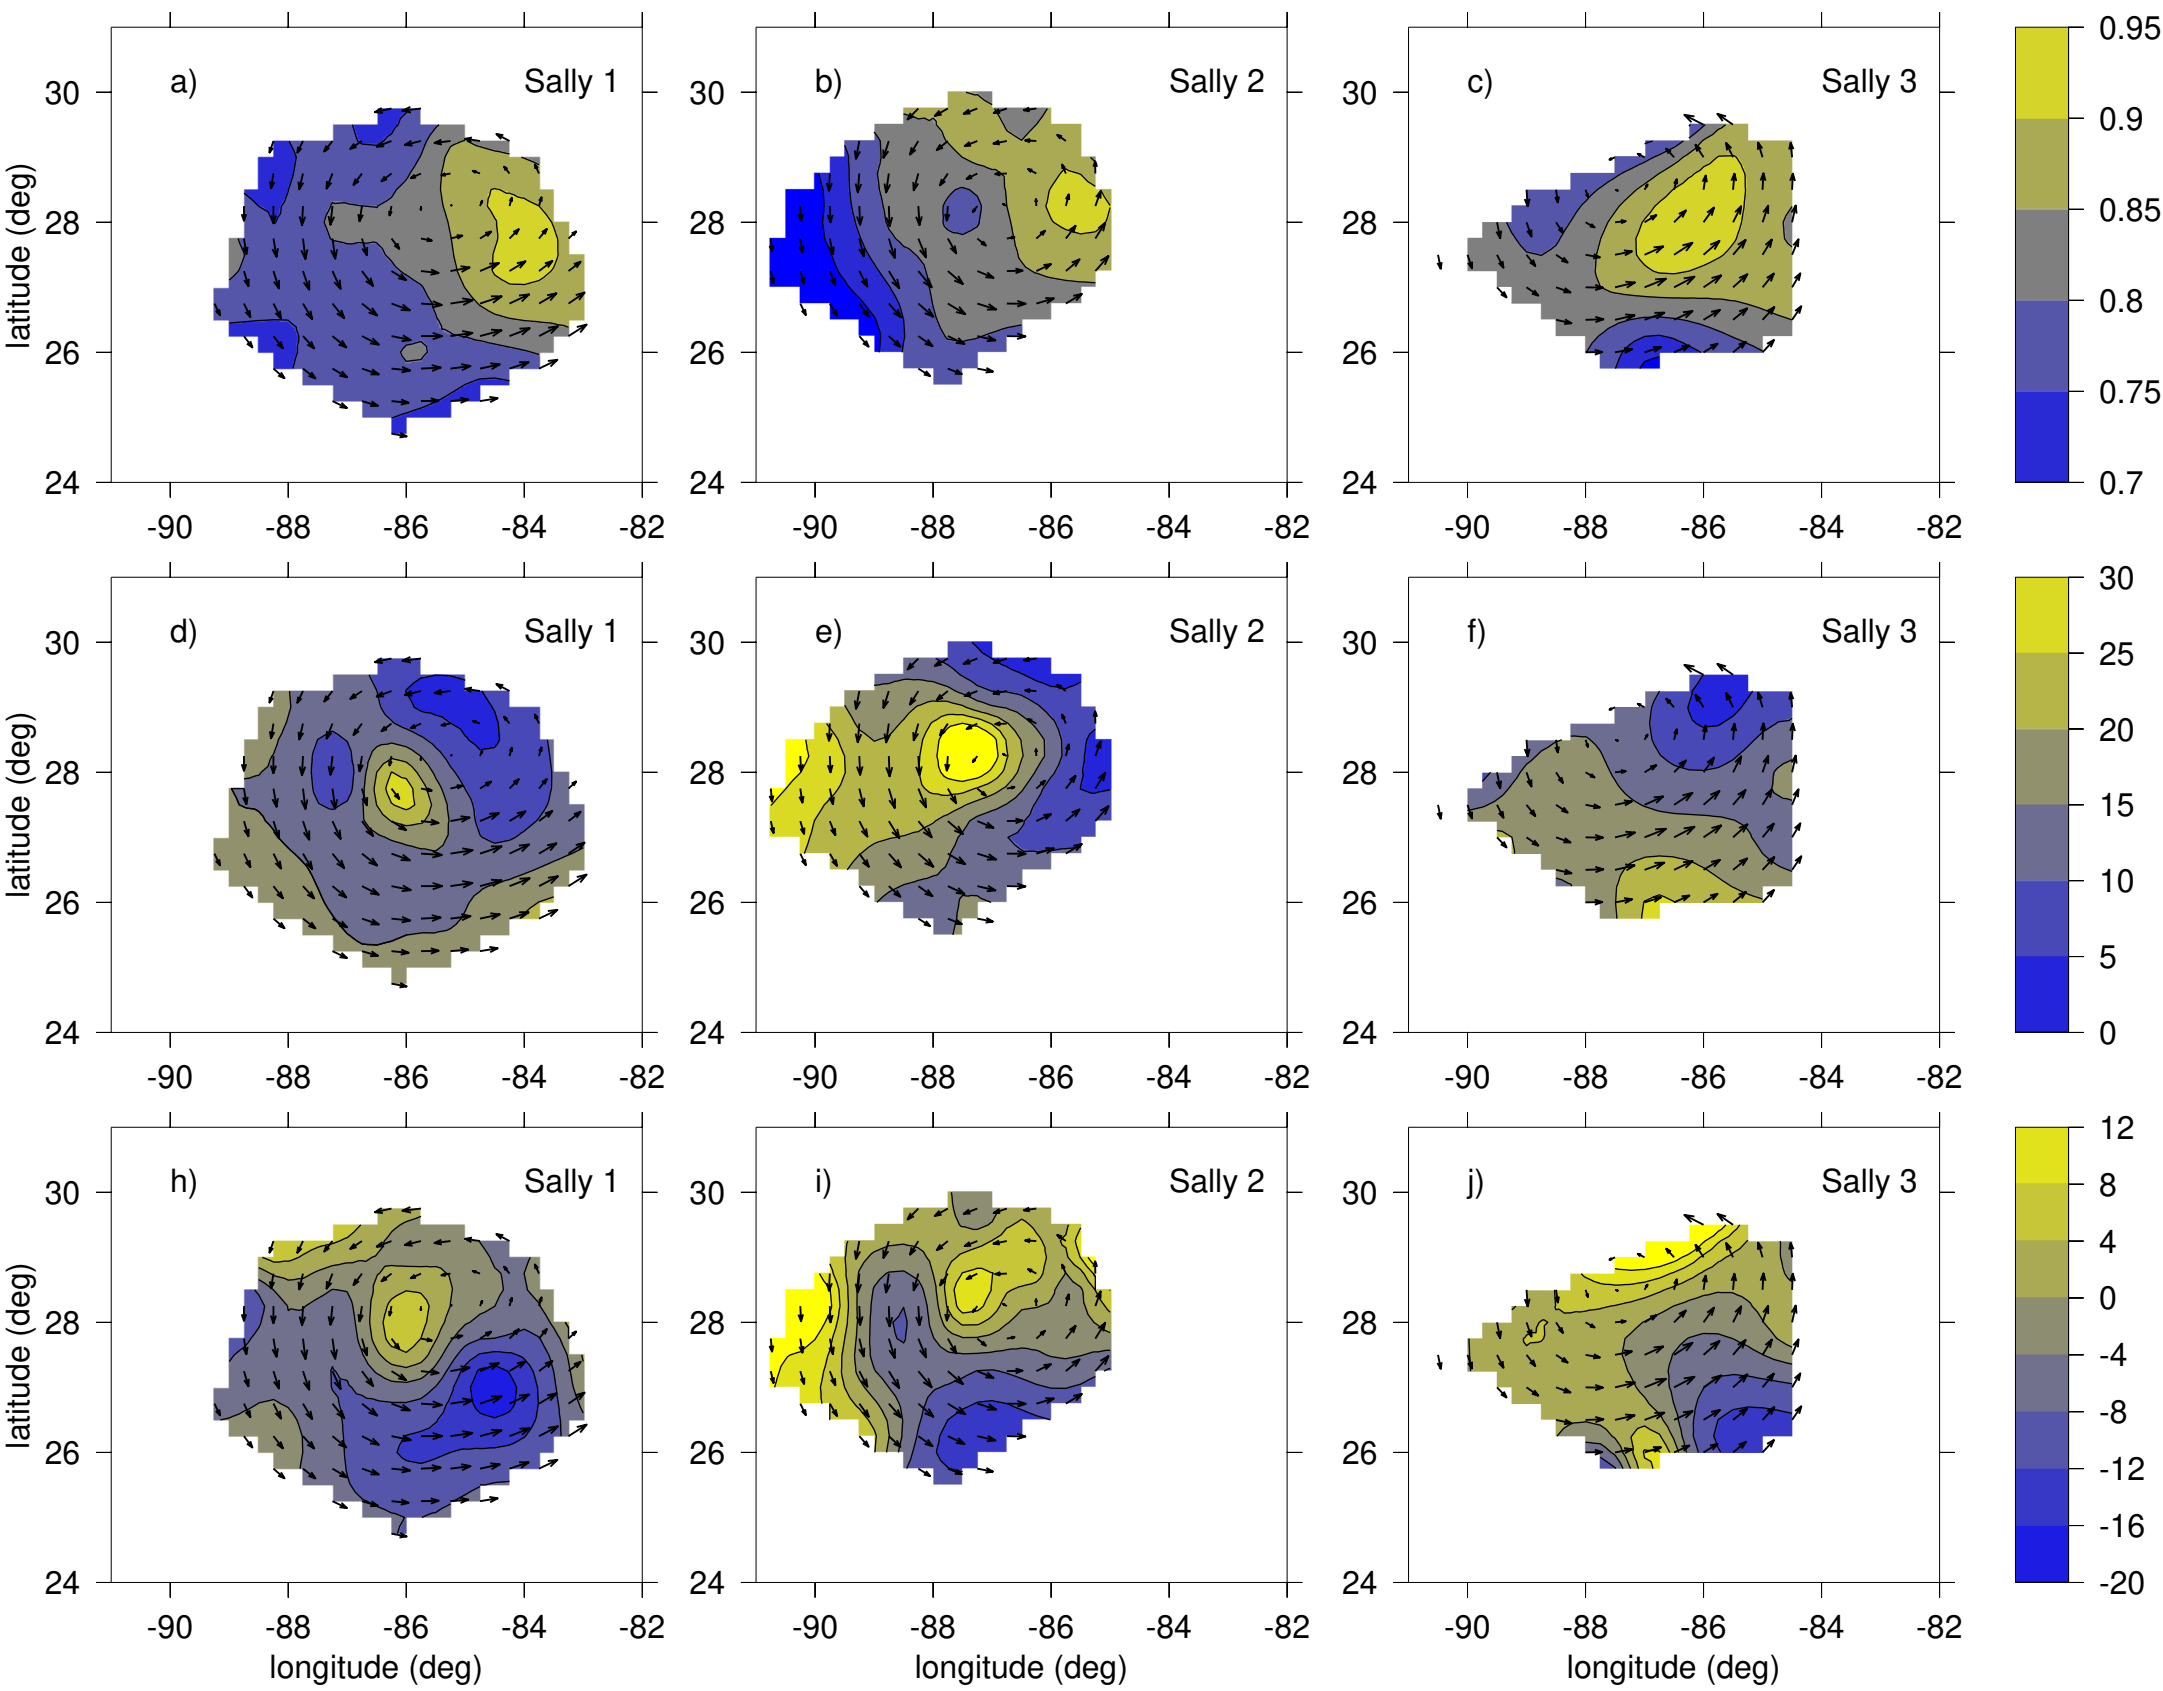 a) Sally 1
b) Sally 2
c) Sally 3
30
28
26
24
latitude (deg)
-90 -88 -86 -84 -82
30
28
26
24
-90 -88 -86 -84 -82
30
28
26
24
-90 -88 -86 -84 -82
0.95
0.9
0.85
0.8
0.75
0.7
d) Sally 1
e) Sally 2
f) Sally 3
30
28
26
24
latitude (deg)
-90 -88 -86 -84 -82
30
28
26
24
-90 -88 -86 -84 -82
30
28
26
24
-90 -88 -86 -84 -82
30
25
20
15
10
5
0
h) Sally 1
i) Sally 2
j) Sally 3
30
28
26
24
latitude (deg)
-90 -88 -86 -84 -82
longitude (deg)
30
28
26
24
-90 -88 -86 -84 -82
longitude (deg)
30
28
26
24
-90 -88 -86 -84 -82
longitude (deg)
12
8
4
0
-4
-8
-12
-16
-20